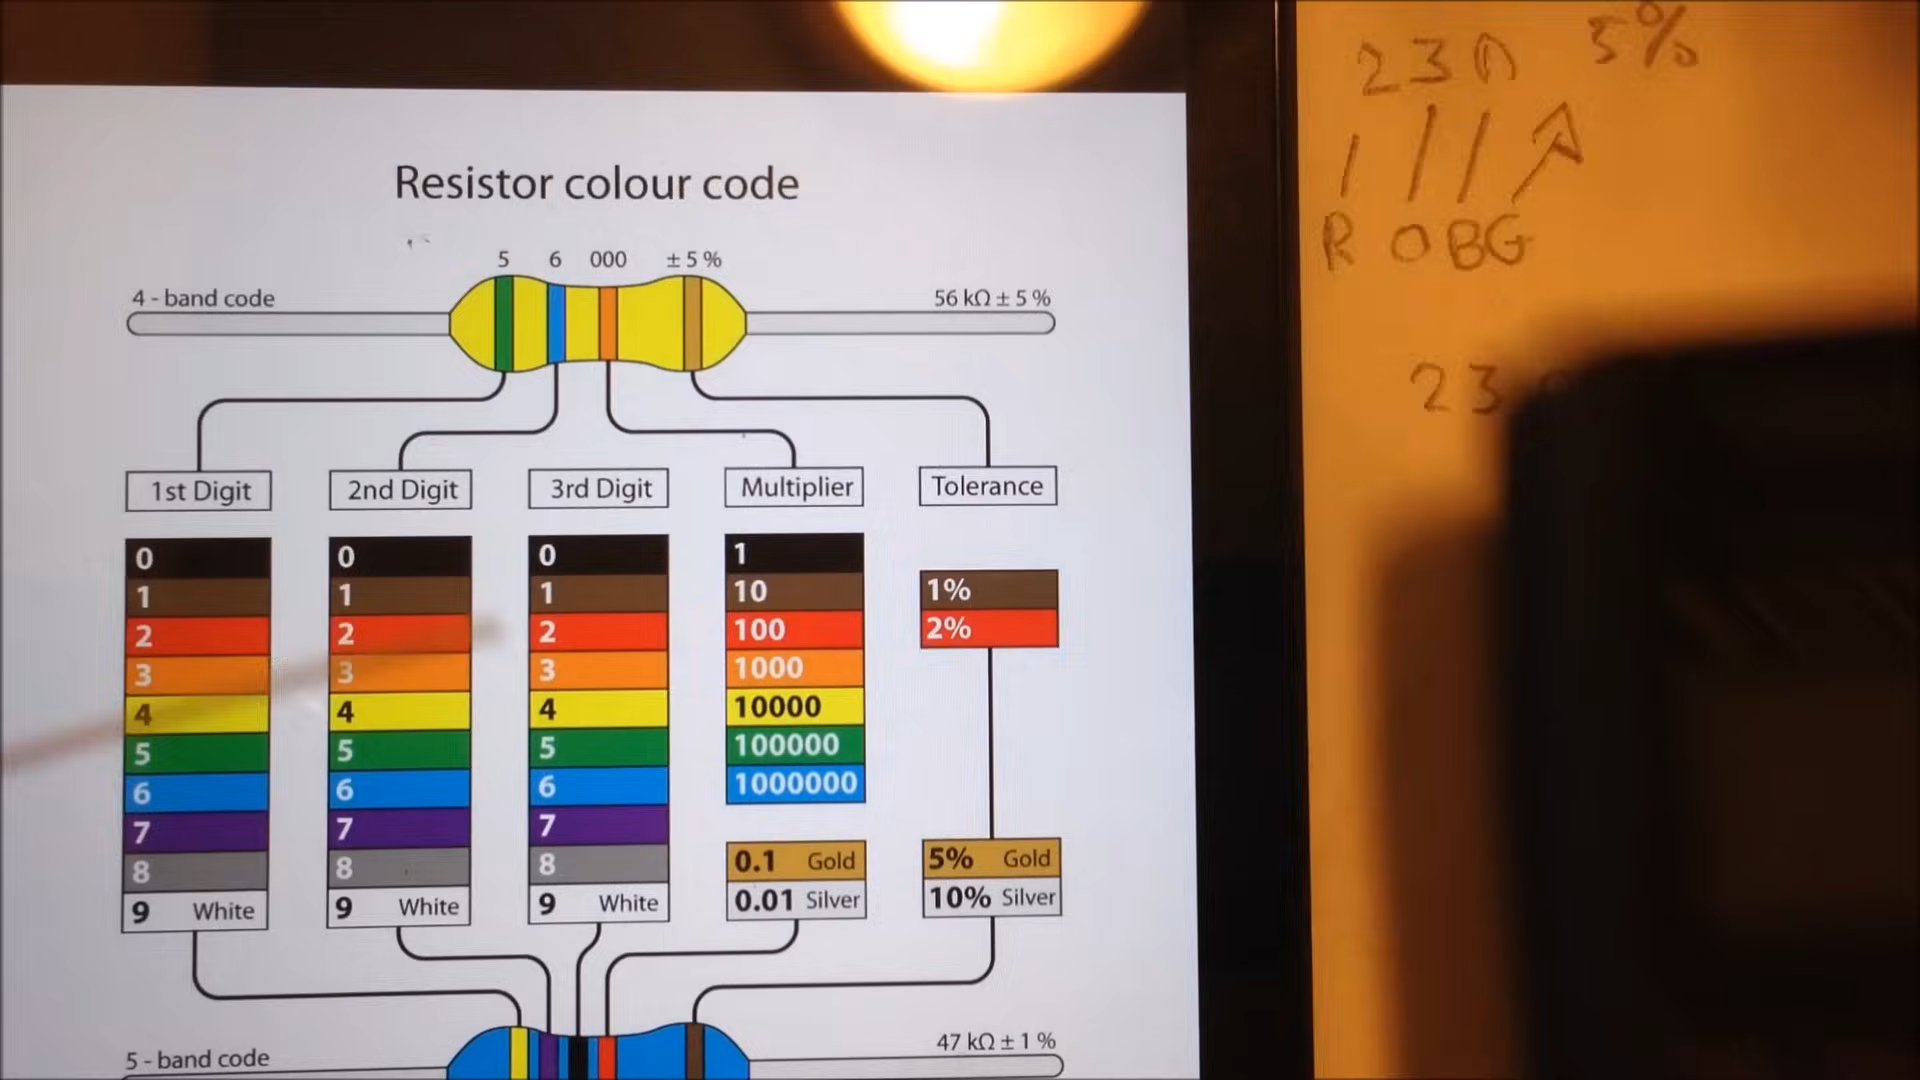 23Ω 5%
R O B G
23
Resistor colour code
5 6 000 ± 5 %
4 - band code 56 kΩ ± 5 %
1st Digit 2nd Digit 3rd Digit Multiplier Tolerance
0 0 0 1
1 1 1 10 1%
2 2 2 100 2%
3 3 3 1000
4 4 4 10000
5 5 5 100000
6 6 6 1000000
7 7 7
8 8 8 0.1 Gold 5% Gold
9 White 9 White 9 White 0.01 Silver 10% Silver
5 - band code 47 kΩ ± 1 %